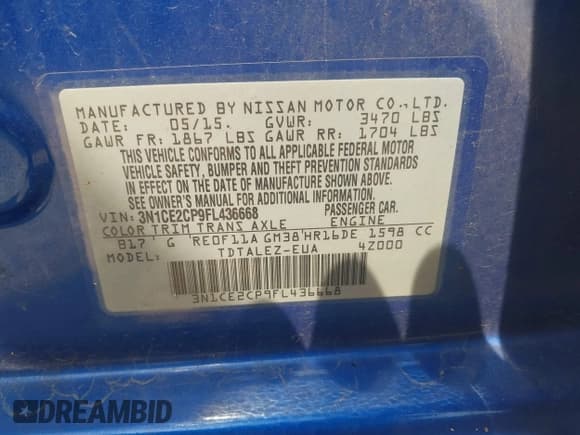 MANUFACTURED BY NISSAN MOTOR CO., LTD.
DATE: 05/15. GVWR: 3470 LBS
GAWR FR: 1867 LBS GAWR RR: 1704 LBS
THIS VEHICLE CONFORMS TO ALL APPLICABLE FEDERAL MOTOR
VEHICLE SAFETY, BUMPER AND THEFT PREVENTION STANDARDS
IN EFFECT ON THE DATE OF MANUFACTURE SHOWN ABOVE.
SEE OWNER'S MANUAL FOR ADDITIONAL INFORMATION.
VIN: 3N1CE2CP9FL436668 PASSENGER CAR.
COLOR TRIM TRANS AXLE ENGINE
B17 G RE0F11A GM38 HR16DE 1598 CC
MODEL: TDTALEZ-EUA 4Z000
3N1CE2CP9FL436668
DREAMBID